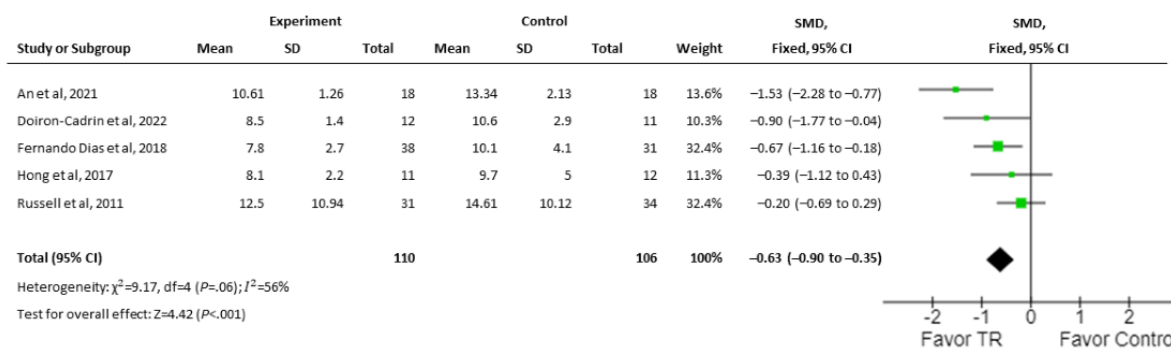 Experiment Control SMD, SMD,
Study or Subgroup Mean SD Total Mean SD Total Weight Fixed, 95% CI Fixed, 95% CI
An et al, 2021 10.61 1.26 18 13.34 2.13 18 13.6% −1.53 (−2.28 to −0.77)
Doiron-Cadrin et al, 2022 8.5 1.4 12 10.6 2.9 11 10.3% −0.90 (−1.77 to −0.04)
Fernando Dias et al, 2018 7.8 2.7 38 10.1 4.1 31 32.4% −0.67 (−1.16 to −0.18)
Hong et al, 2017 8.1 2.2 11 9.7 5 12 11.3% −0.39 (−1.12 to 0.43)
Russell et al, 2011 12.5 10.94 31 14.61 10.12 34 32.4% −0.20 (−0.69 to 0.29)
Total (95% CI) 110 106 100% −0.63 (−0.90 to −0.35)
Heterogeneity: χ²=9.17, df=4 (P=.06); I²=56%
Test for overall effect: Z=4.42 (P<.001)
-2 -1 0 1 2
Favor TR Favor Contro